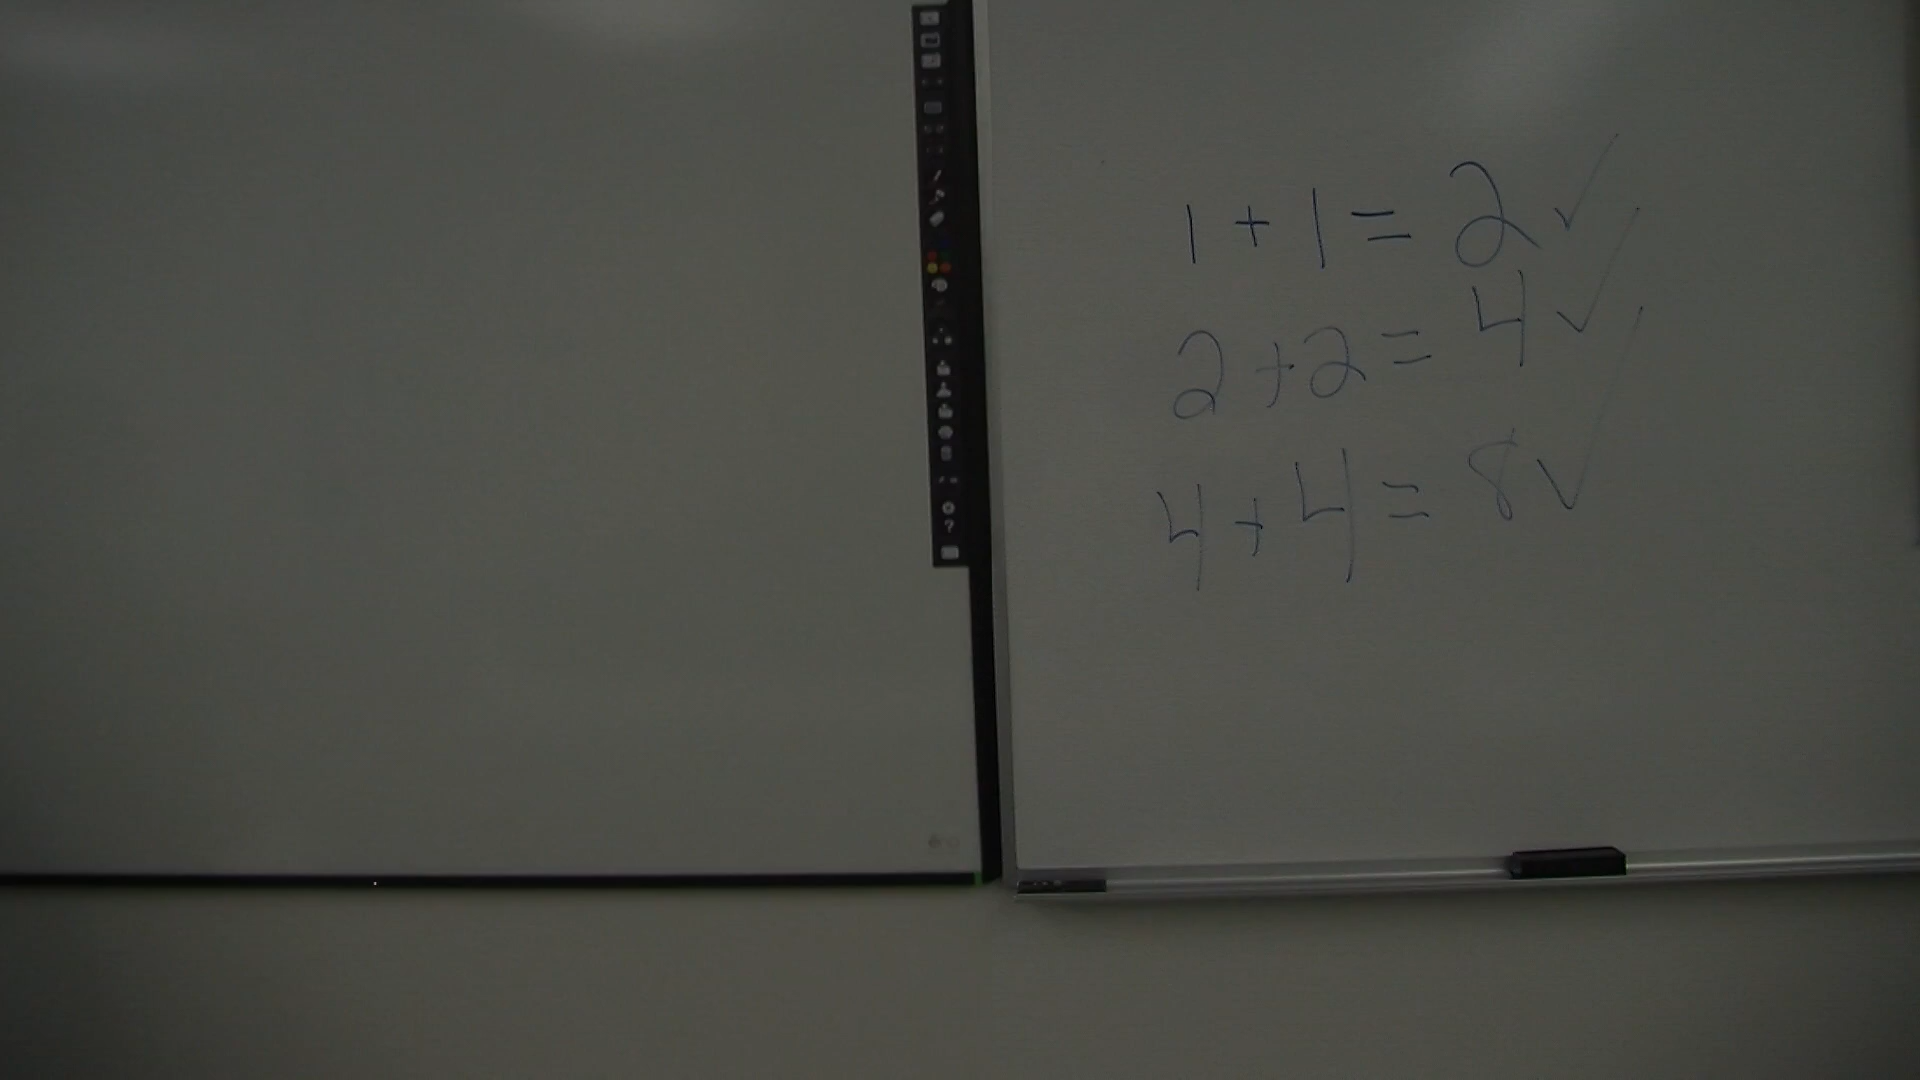 1 + 1 = 2 ✓
2 + 2 = 4 ✓
4 + 4 = 8 ✓
?